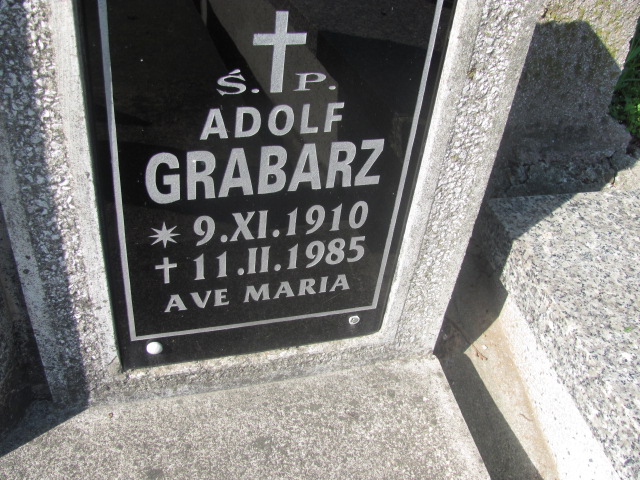 Ś. P.
ADOLF
GRABARZ
9.XI.1910
11.II.1985
AVE MARIA